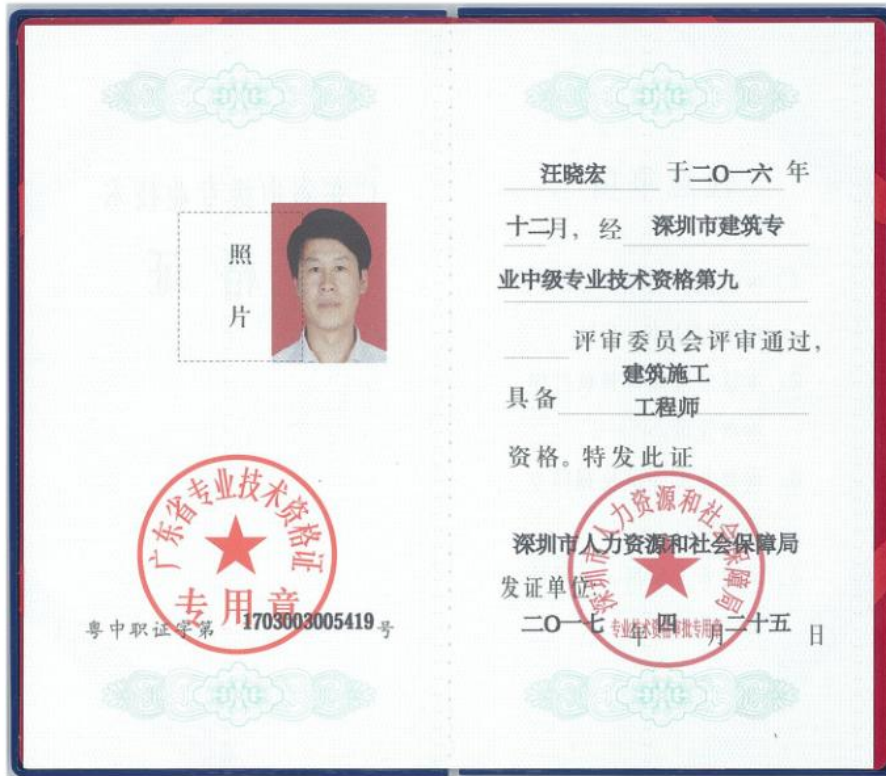 照
片
广东省专业技术资格证
专用章
粤中职证字第 1703003005419 号
汪晓宏 于二O一六 年
十二月，经 深圳市建筑专
业中级专业技术资格第九
评审委员会评审通过，
建筑施工
具备 工程师
资格。特发此证
深圳市人力资源和社会保障局
深圳市人力资源和社会保障局
发证单位：
专业技术资格审批专用章
二O一七 年 四 月 二十五 日